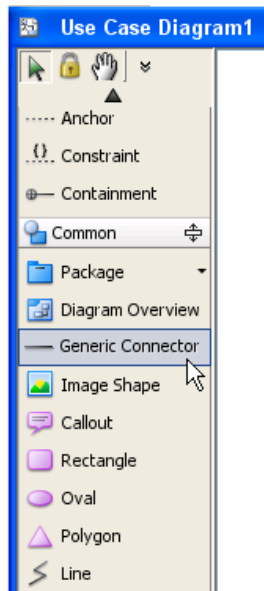 Use Case Diagram1
Anchor
Constraint
Containment
Common
Package
Diagram Overview
Generic Connector
Image Shape
Callout
Rectangle
Oval
Polygon
Line